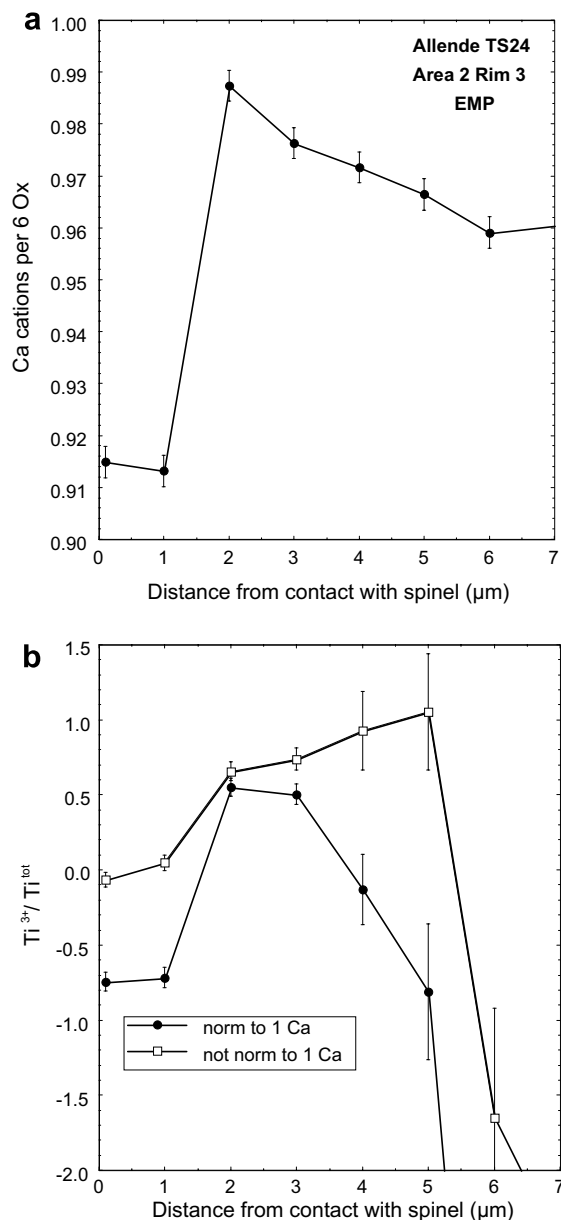 a
Allende TS24
Area 2 Rim 3
EMP
Ca cations per 6 Ox
1.00
0.99
0.98
0.97
0.96
0.95
0.94
0.93
0.92
0.91
0.90
0 1 2 3 4 5 6 7
Distance from contact with spinel (µm)
b
Ti 3+/ Ti tot
1.5
1.0
0.5
0.0
-0.5
-1.0
-1.5
-2.0
norm to 1 Ca
not norm to 1 Ca
0 1 2 3 4 5 6 7
Distance from contact with spinel (µm)